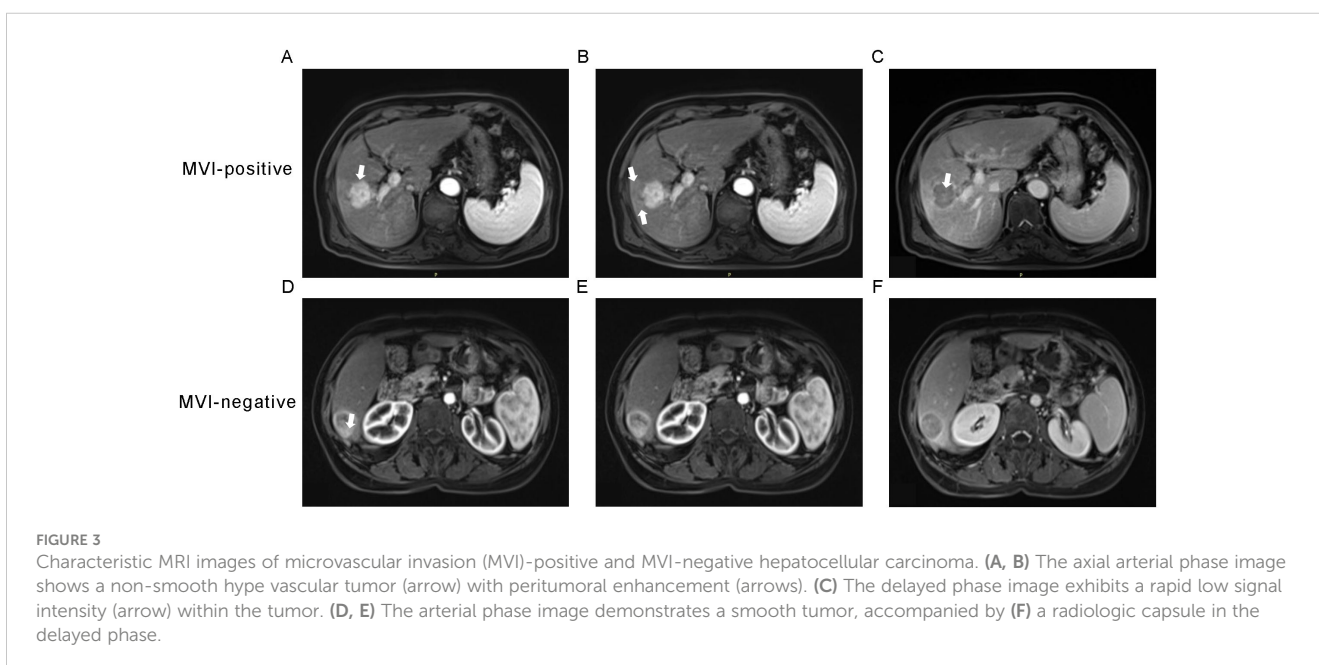 A
B
C
MVI-positive
D
E
F
MVI-negative
FIGURE 3
Characteristic MRI images of microvascular invasion (MVI)-positive and MVI-negative hepatocellular carcinoma. (A, B) The axial arterial phase image
shows a non-smooth hype vascular tumor (arrow) with peritumoral enhancement (arrows). (C) The delayed phase image exhibits a rapid low signal
intensity (arrow) within the tumor. (D, E) The arterial phase image demonstrates a smooth tumor, accompanied by (F) a radiologic capsule in the
delayed phase.